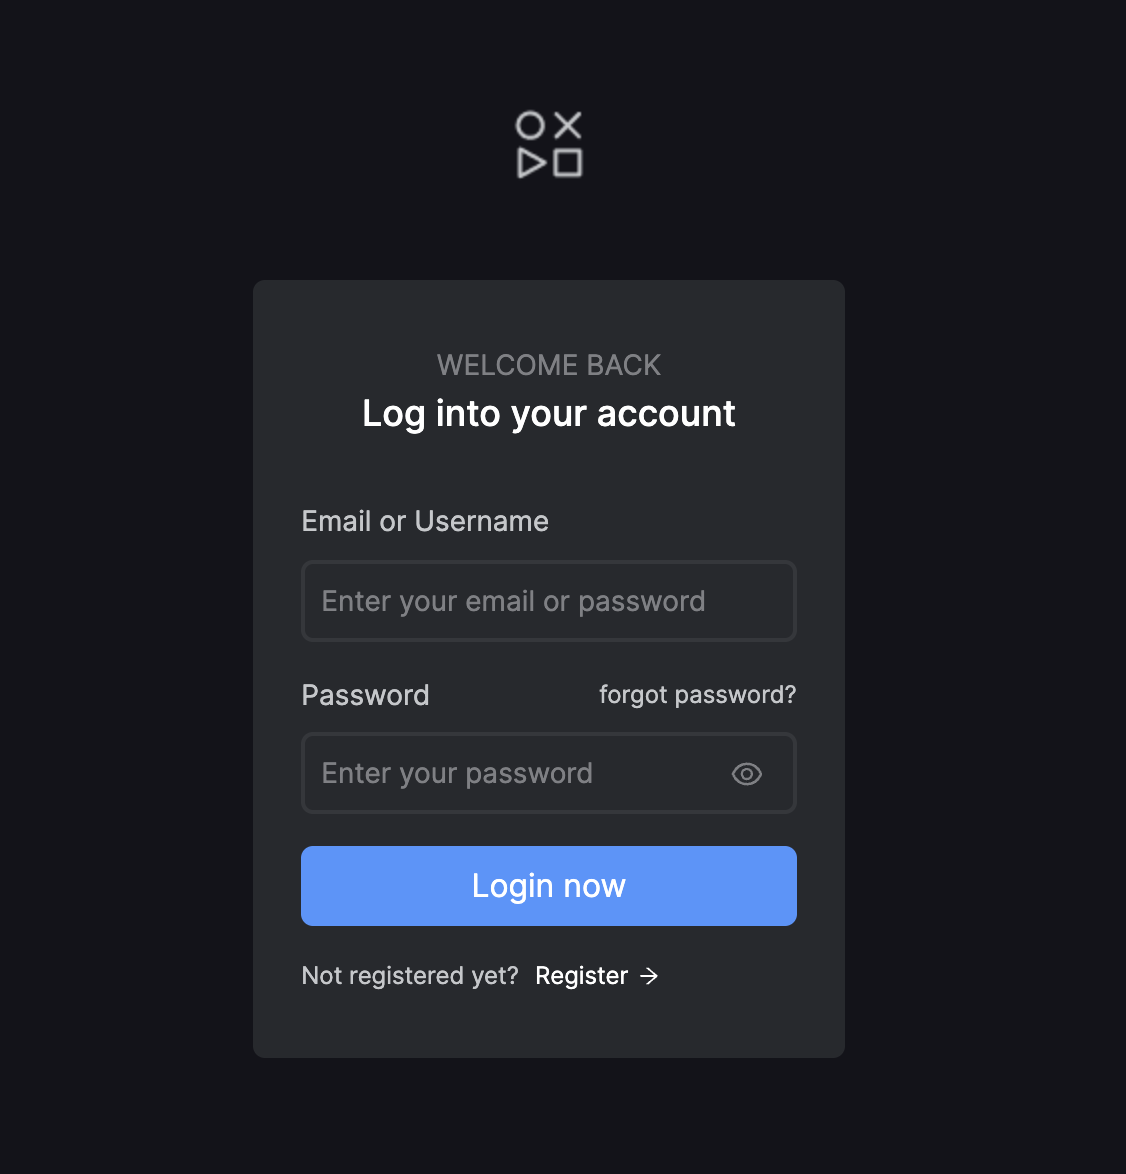 WELCOME BACK
Log into your account
Email or Username
Enter your email or password
Password forgot password?
Enter your password
Login now
Not registered yet? Register →